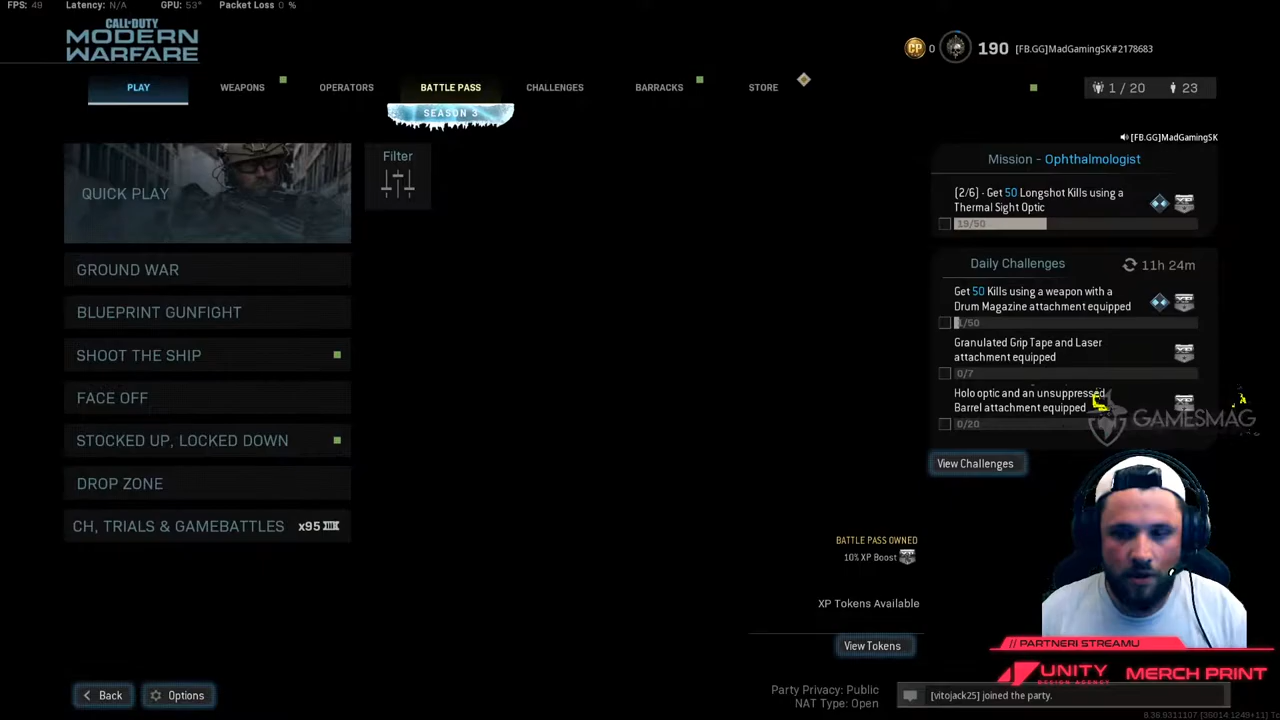 FPS: 49 Latency: N/A GPU: 53° Packet Loss 0 %
CALL OF DUTY
MODERN
WARFARE
0 190 [FB.GG]MadGamingSK#2178683
PLAY WEAPONS OPERATORS BATTLE PASS CHALLENGES BARRACKS STORE
SEASON 3
1 / 20 23
[FB.GG]MadGamingSK
QUICK PLAY
Filter
GROUND WAR
BLUEPRINT GUNFIGHT
SHOOT THE SHIP
FACE OFF
STOCKED UP, LOCKED DOWN
DROP ZONE
CH, TRIALS & GAMEBATTLES x95
Mission - Ophthalmologist
(2/6) - Get 50 Longshot Kills using a
Thermal Sight Optic
19/50
Daily Challenges 11h 24m
Get 50 Kills using a weapon with a
Drum Magazine attachment equipped
1/50
Granulated Grip Tape and Laser
attachment equipped
0/7
Holo optic and an unsuppressed
Barrel attachment equipped
0/20
GAMESMAG
View Challenges
BATTLE PASS OWNED
10% XP Boost
XP Tokens Available
View Tokens
// PARTNERI STREAMU
UNITY
DESIGN AGENCY
MERCH PRINT
Back Options
Party Privacy: Public
NAT Type: Open
[vitojack25] joined the party.